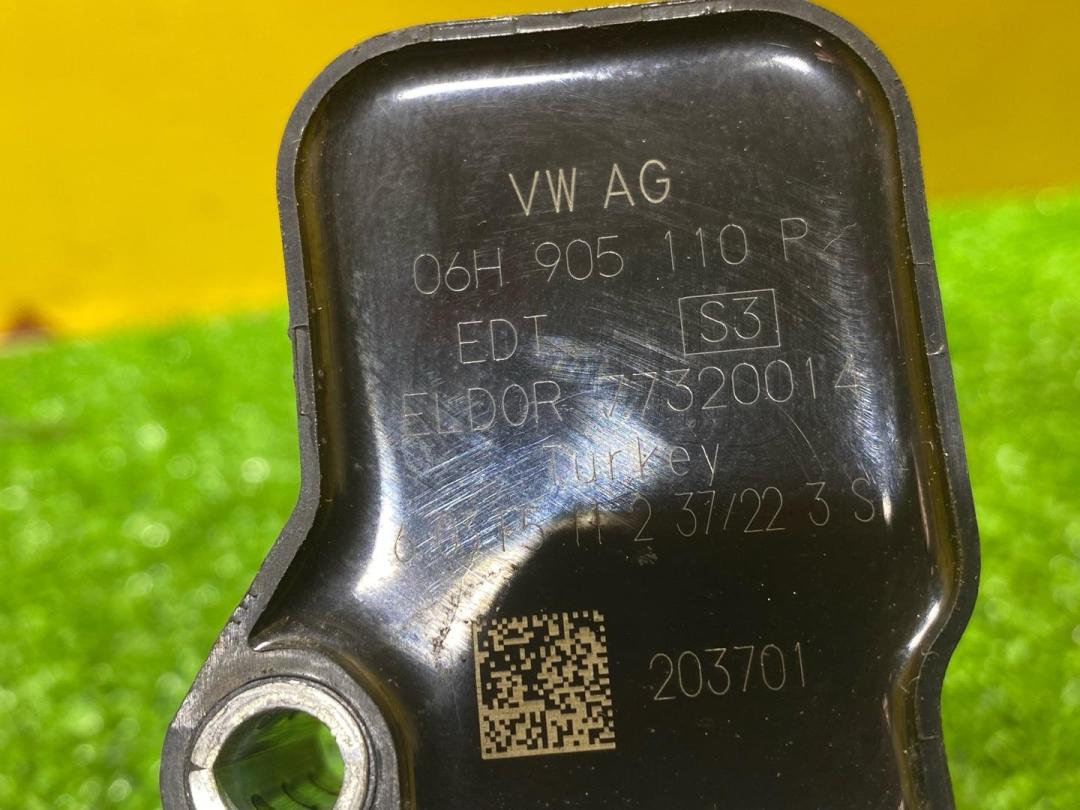 VW AG
06H 905 110 P
EDT S3
ELDOR 77320014
Turkey
2 37/22 3 S
203701